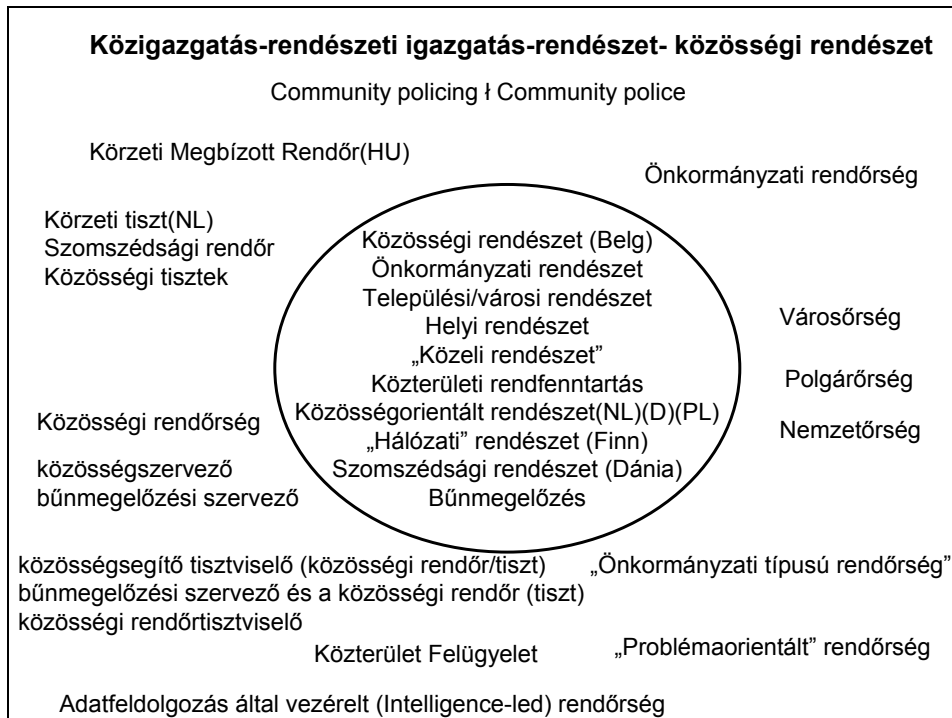 Közigazgatás-rendészeti igazgatás-rendészet- közösségi rendészet
Community policing ł Community police
Körzeti Megbízott Rendőr(HU)
Önkormányzati rendőrség
Körzeti tiszt(NL)
Szomszédsági rendőr
Közösségi tisztek
Közösségi rendészet (Belg)
Önkormányzati rendészet
Települési/városi rendészet
Helyi rendészet
„Közeli rendészet”
Közterületi rendfenntartás
Közösségorientált rendészet(NL)(D)(PL)
„Hálózati” rendészet (Finn)
Szomszédsági rendészet (Dánia)
Bűnmegelőzés
Városőrség
Polgárőrség
Nemzetőrség
Közösségi rendőrség
közösségszervező
bűnmegelőzési szervező
közösségsegítő tisztviselő (közösségi rendőr/tiszt)
„Önkormányzati típusú rendőrség”
bűnmegelőzési szervező és a közösségi rendőr (tiszt)
közösségi rendőrtisztviselő
Közterület Felügyelet
„Problémaorientált” rendőrség
Adatfeldolgozás által vezérelt (Intelligence-led) rendőrség